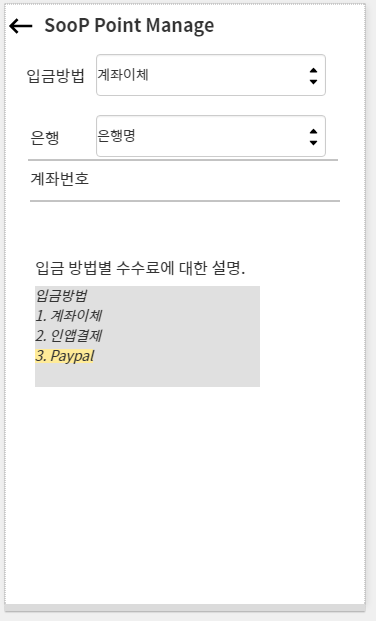 SooP Point Manage
입금방법 계좌이체
은행 은행명
계좌번호
입금 방법별 수수료에 대한 설명.
입금방법
1. 계좌이체
2. 인앱결제
3. Paypal